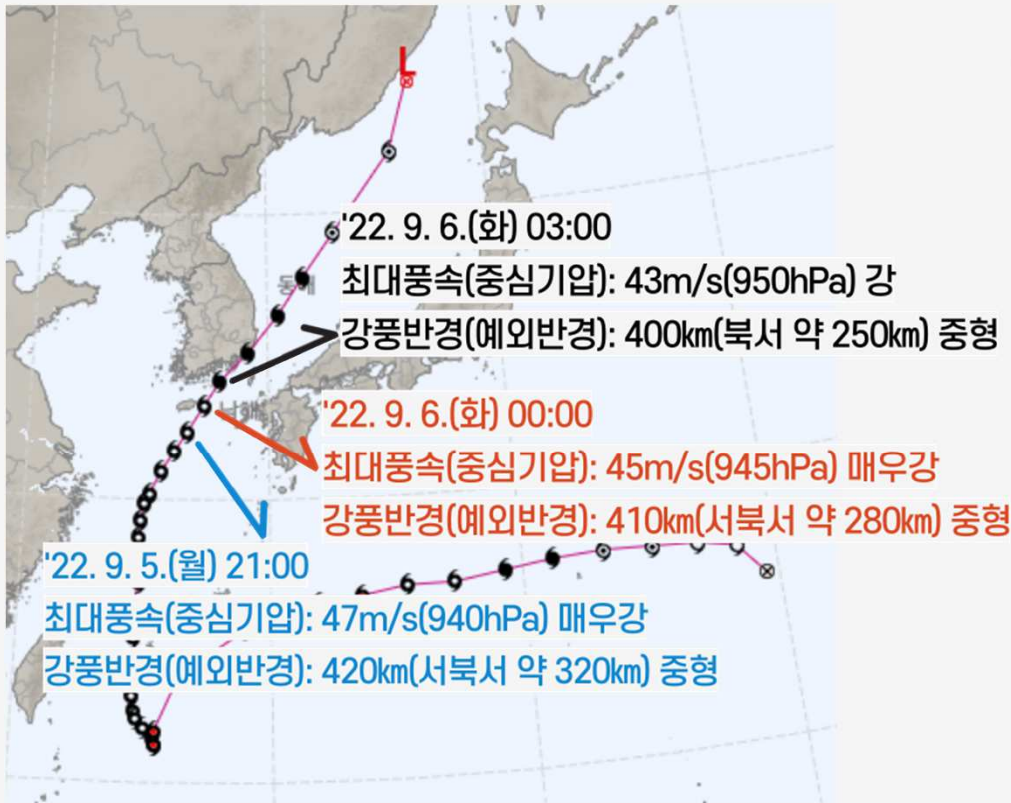 L
'22. 9. 6.(화) 03:00
최대풍속(중심기압): 43m/s(950hPa) 강
강풍반경(예외반경): 400㎞(북서 약 250km) 중형
동해
남해
'22. 9. 6.(화) 00:00
최대풍속(중심기압): 45m/s(945hPa) 매우강
강풍반경(예외반경): 410㎞(서북서 약 280㎞) 중형
'22. 9. 5.(월) 21:00
최대풍속(중심기압): 47m/s(940hPa) 매우강
강풍반경(예외반경): 420㎞(서북서 약 320㎞) 중형